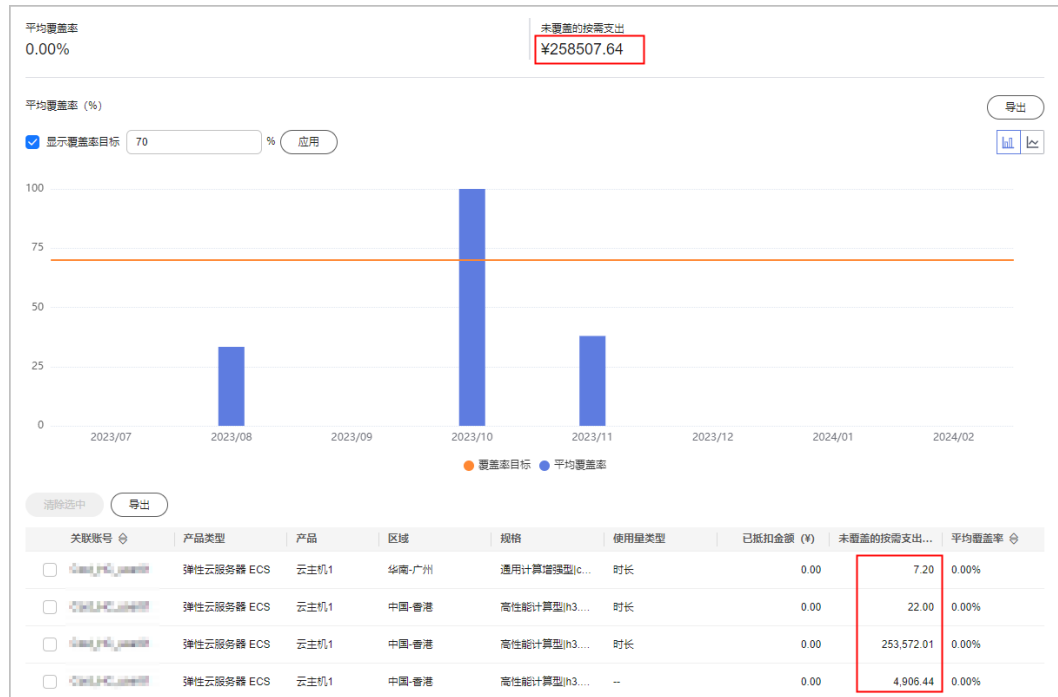 平均覆盖率 未覆盖的按需支出
0.00% ¥258507.64
平均覆盖率 (%) 导出
显示覆盖率目标 70 % 应用
100
75
50
25
0
2023/07 2023/08 2023/09 2023/10 2023/11 2023/12 2024/01 2024/02
覆盖率目标 平均覆盖率
清除选中 导出
关联账号 产品类型 产品 区域 规格 使用量类型 已抵扣金额 (¥) 未覆盖的按需支出... 平均覆盖率
弹性云服务器 ECS 云主机1 华南-广州 通用计算增强型|c... 时长 0.00 7.20 0.00%
弹性云服务器 ECS 云主机1 中国-香港 高性能计算型|h3.... 时长 0.00 22.00 0.00%
弹性云服务器 ECS 云主机1 中国-香港 高性能计算型|h3.... 时长 0.00 253,572.01 0.00%
弹性云服务器 ECS 云主机1 中国-香港 高性能计算型|h3.... -- 0.00 4,906.44 0.00%